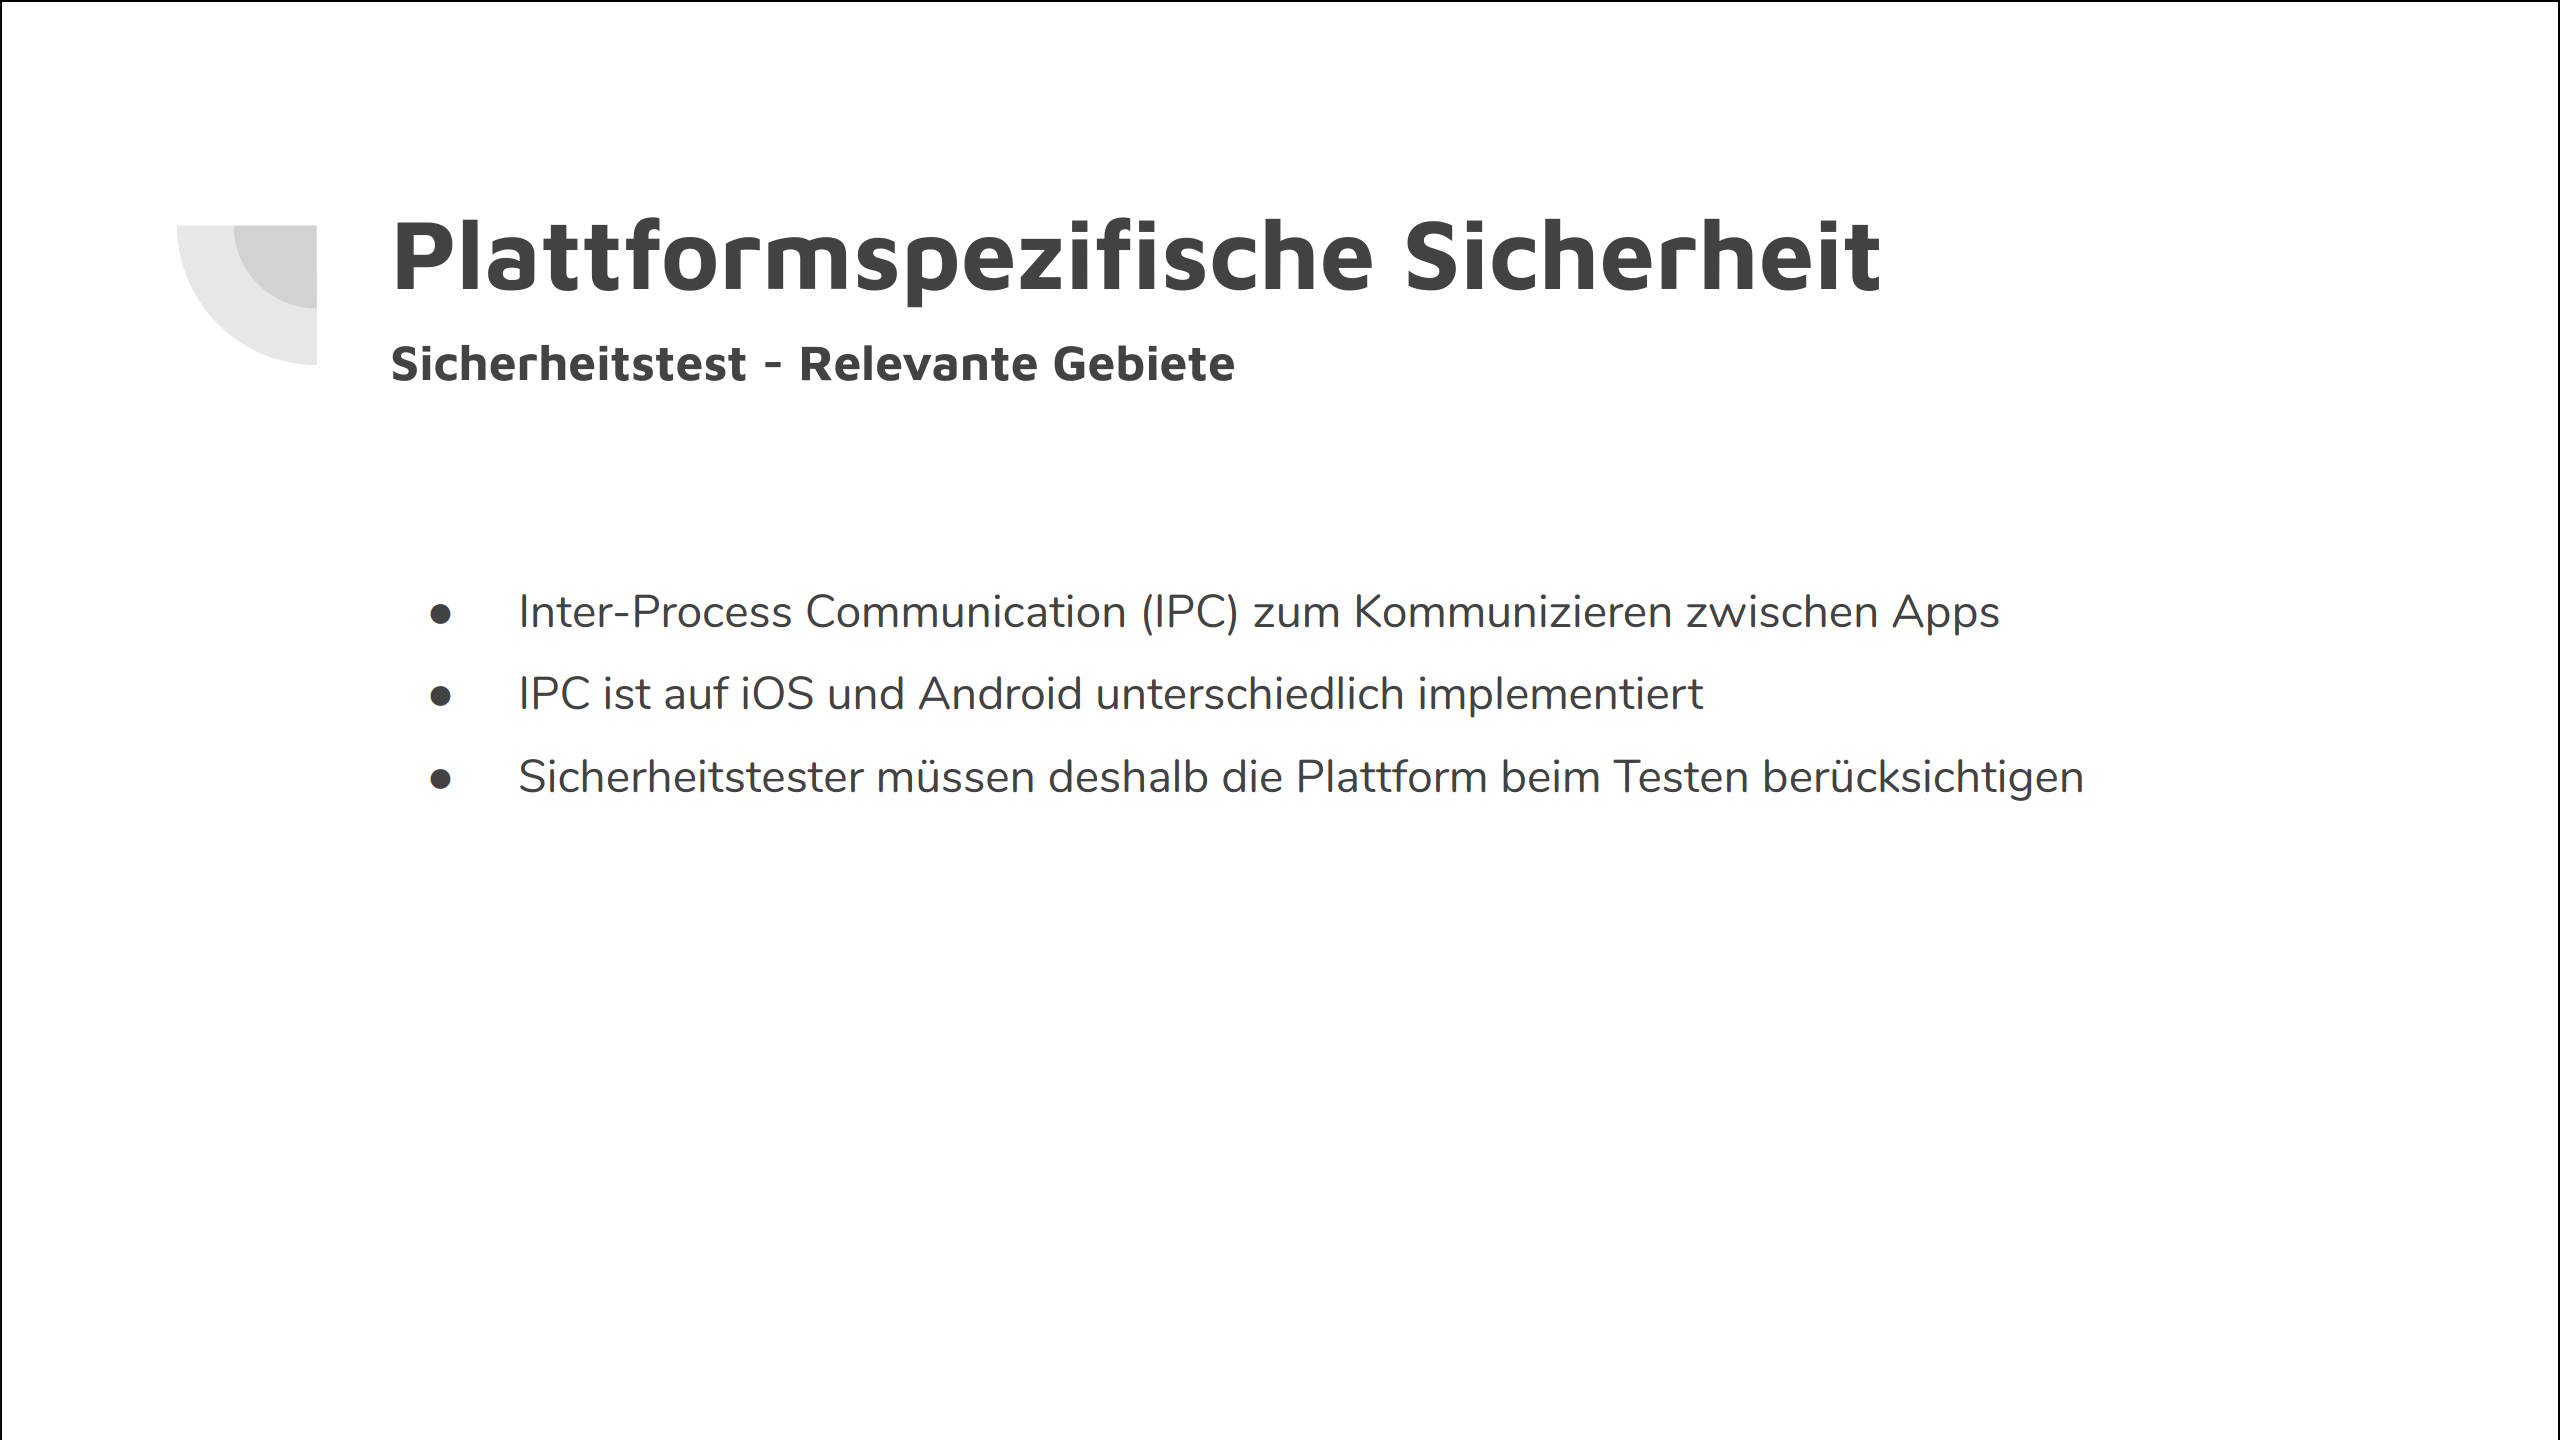 Plattformspezifische Sicherheit
Sicherheitstest - Relevante Gebiete
● Inter-Process Communication (IPC) zum Kommunizieren zwischen Apps
● IPC ist auf iOS und Android unterschiedlich implementiert
● Sicherheitstester müssen deshalb die Plattform beim Testen berücksichtigen